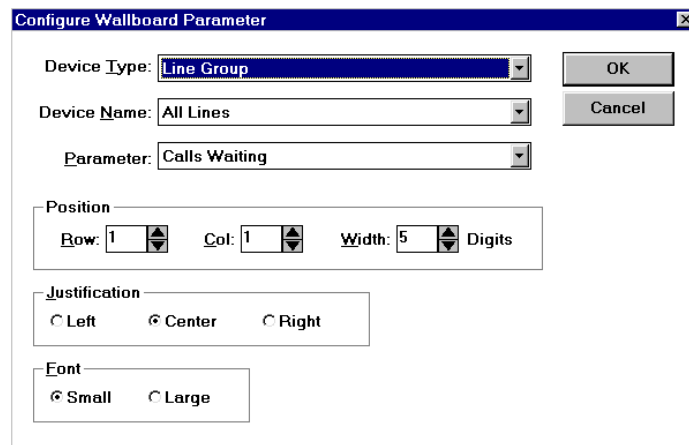 Configure Wallboard Parameter
Device Type: Line Group
OK
Device Name: All Lines
Cancel
Parameter: Calls Waiting
Position
Row: 1 Col: 1 Width: 5 Digits
Justification
Left Center Right
Font
Small Large